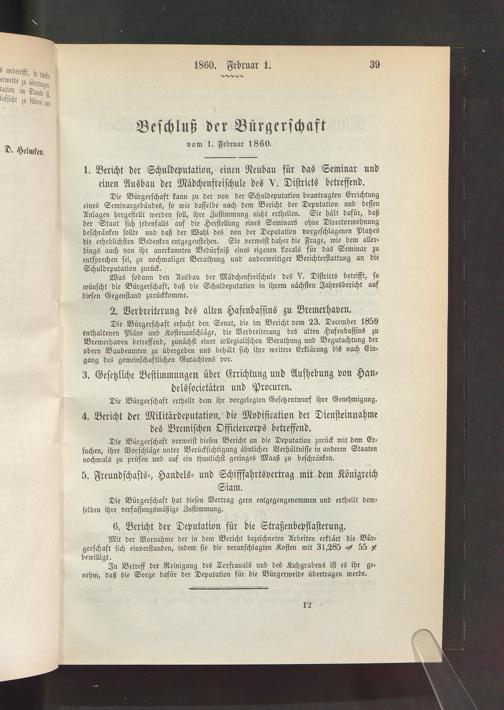 s anbetrifft, so dürfte
erweide zu übertragen,
tation im Stande ist,
Aufsicht zu führen und
D. Helmken.
1860. Februar 1.
39
Beschluß der Bürgerschaft
vom 1. Februar 1860.
1. Bericht der Schuldeputation, einen Neubau für das Seminar und
einen Ausbau der Mädchenfreischule des V. Districts betreffend.
Die Bürgerschaft kann zu der von der Schuldeputation beantragten Errichtung
eines Seminargebäudes, so wie dasselbe nach dem Bericht der Deputation und dessen
Anlagen hergestellt werden soll, ihre Zustimmung nicht ertheilen. Sie hält dafür, daß
der Staat sich jedenfalls auf die Herstellung eines Seminars ohne Directorwohnung
beschränken sollte und daß der Wahl des von der Deputation vorgeschlagenen Platzes
die erheblichsten Bedenken entgegenstehen. Sie verweist daher die Frage, wie dem aller-
dings auch von ihr anerkannten Bedürfniß eines eigenen Locals für das Seminar zu
entsprechen sei, zu nochmaliger Berathung und anderweitiger Berichterstattung an die
Schuldeputation zurück.
Was sodann den Ausbau der Mädchenfreischule des V. Districts betrifft, so
wünscht die Bürgerschaft, daß die Schuldeputation in ihrem nächsten Jahresbericht auf
diesen Gegenstand zurückkomme.
2. Verbreiterung des alten Hafenbassins zu Bremerhaven.
Die Bürgerschaft ersucht den Senat, die im Bericht vom 23. December 1859
enthaltenen Pläne und Kostenanschläge, die Verbreiterung des alten Hafenbassins zu
Bremerhaven betreffend, zunächst einer collegialischen Berathung und Begutachtung der
obern Baubeamten zu übergeben und behält sich ihre weitere Erklärung bis nach Ein-
gang des gemeinschaftlichen Gutachtens vor.
3. Gesetzliche Bestimmungen über Errichtung und Aufhebung von Han-
delssocietäten und Procuren.
Die Bürgerschaft ertheilt dem ihr vorgelegten Gesetzentwurf ihre Genehmigung.
4. Bericht der Militärdeputation, die Modification der Diensteinnahme
des Bremischen Officiercorps betreffend.
Die Bürgerschaft verweist diesen Bericht an die Deputation zurück mit dem Er-
suchen, ihre Vorschläge unter Berücksichtigung ähnlicher Verhältnisse in anderen Staaten
nochmals zu prüfen und auf ein thunlichst geringes Maaß zu beschränken.
5. Freundschafts-, Handels- und Schifffahrtsvertrag mit dem Königreich
Siam.
Die Bürgerschaft hat diesen Vertrag gern entgegengenommen und ertheilt dem-
selben ihre verfassungsmäßige Zustimmung.
6. Bericht der Deputation für die Straßenbepflasterung.
Mit der Vornahme der in dem Bericht bezeichneten Arbeiten erklärt die Bür-
gerschaft sich einverstanden, indem sie die veranschlagten Kosten mit 31,285 55
bewilligt.
In Betreff der Reinigung des Torfcanals und des Kuhgrabens ist es ihr ge-
nehm, daß die Sorge dafür der Deputation für die Bürgerweide übertragen werde.
12